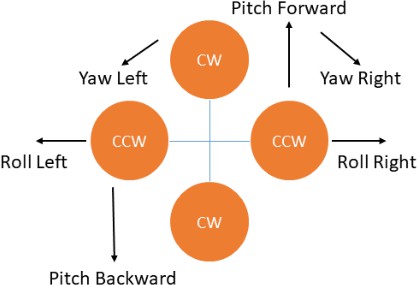 Pitch Forward
CW
Yaw Left
Yaw Right
CCW
CCW
Roll Left
Roll Right
CW
Pitch Backward